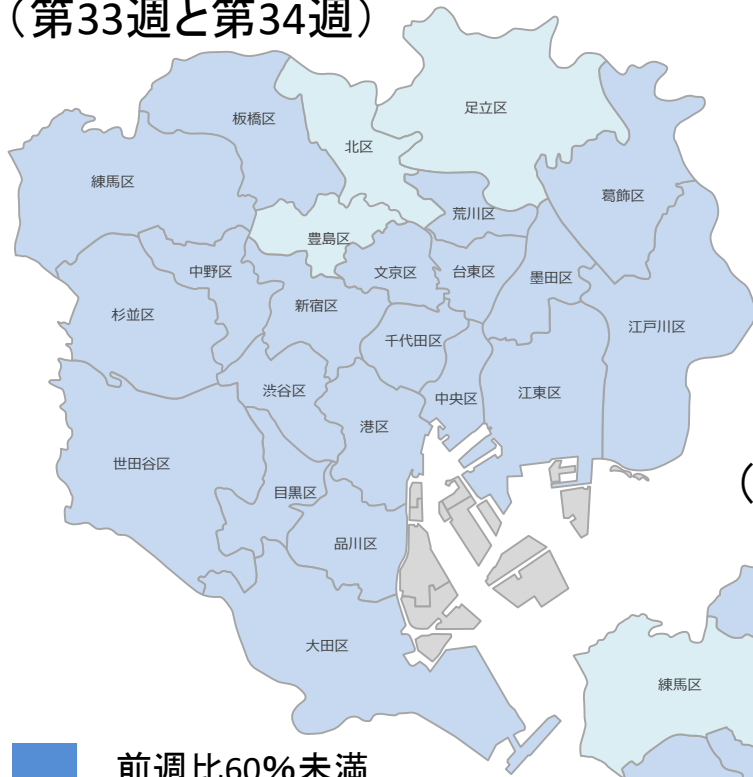 （第33週と第34週）
足立区
板橋区
北区
練馬区
葛飾区
荒川区
豊島区
中野区
文京区
台東区
墨田区
新宿区
杉並区
江戸川区
千代田区
渋谷区
中央区
江東区
港区
世田谷区
目黒区
（
品川区
大田区
練馬区
前週比60%未満